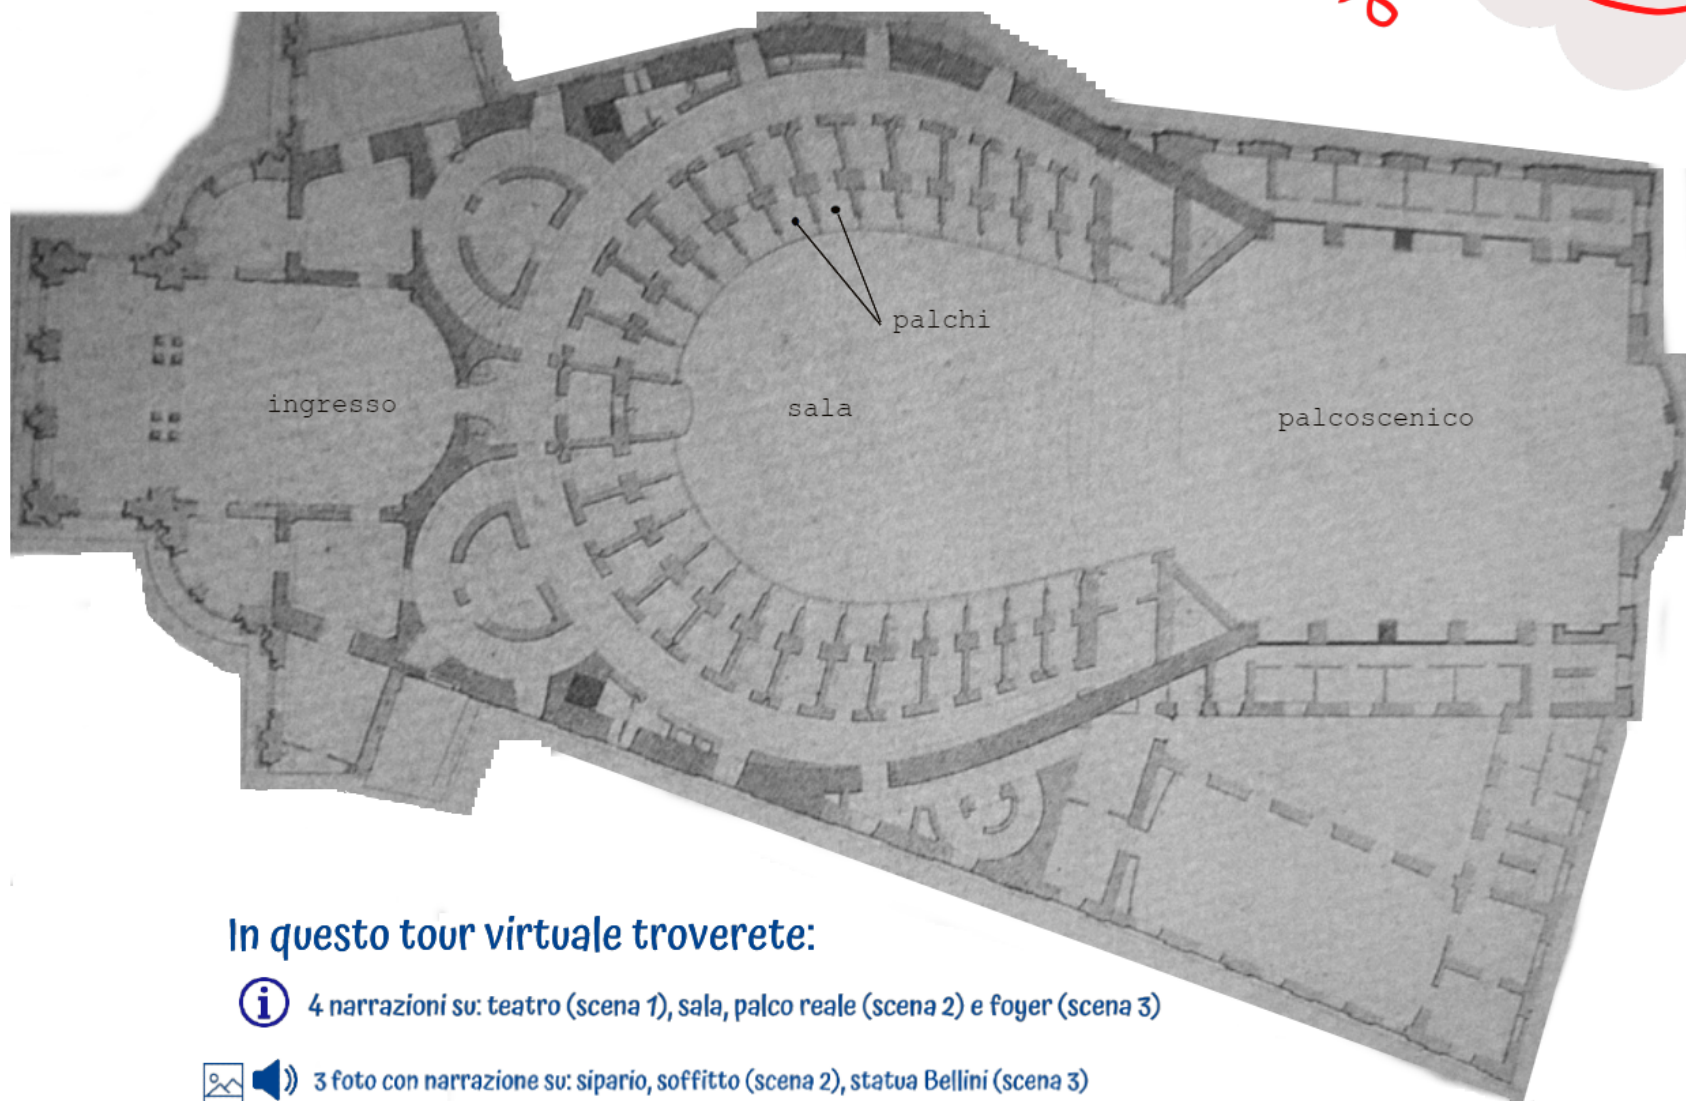 palchi
ingresso
sala
palcoscenico
In questo tour virtuale troverete:
4 narrazioni su: teatro (scena 1), sala, palco reale (scena 2) e foyer (scena 3)
3 foto con narrazione su: sipario, soffitto (scena 2), statua Bellini (scena 3)